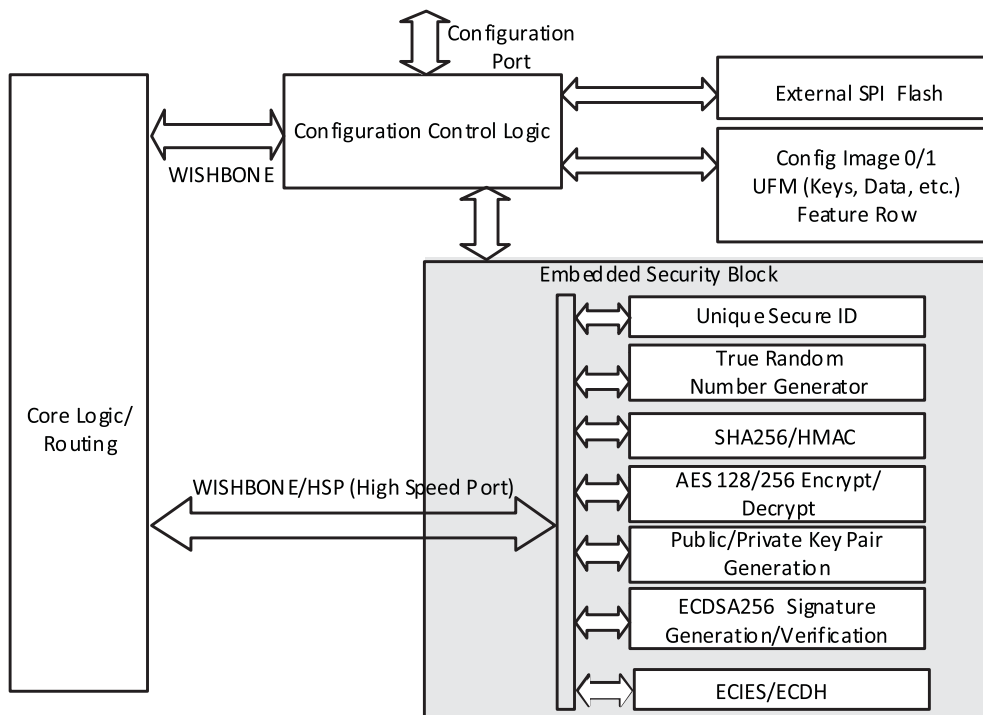 Configuration
Port
External SPI Flash
Configuration Control Logic
WISHBONE
Config Image 0/1
UFM (Keys, Data, etc.)
Feature Row
Embedded Security Block
Unique Secure ID
True Random
Number Generator
Core Logic/
Routing
SHA256/HMAC
WISHBONE/HSP (High Speed Port)
AES 128/256 Encrypt/
Decrypt
Public/Private Key Pair
Generation
ECDSA256 Signature
Generation/Verification
ECIES/ECDH